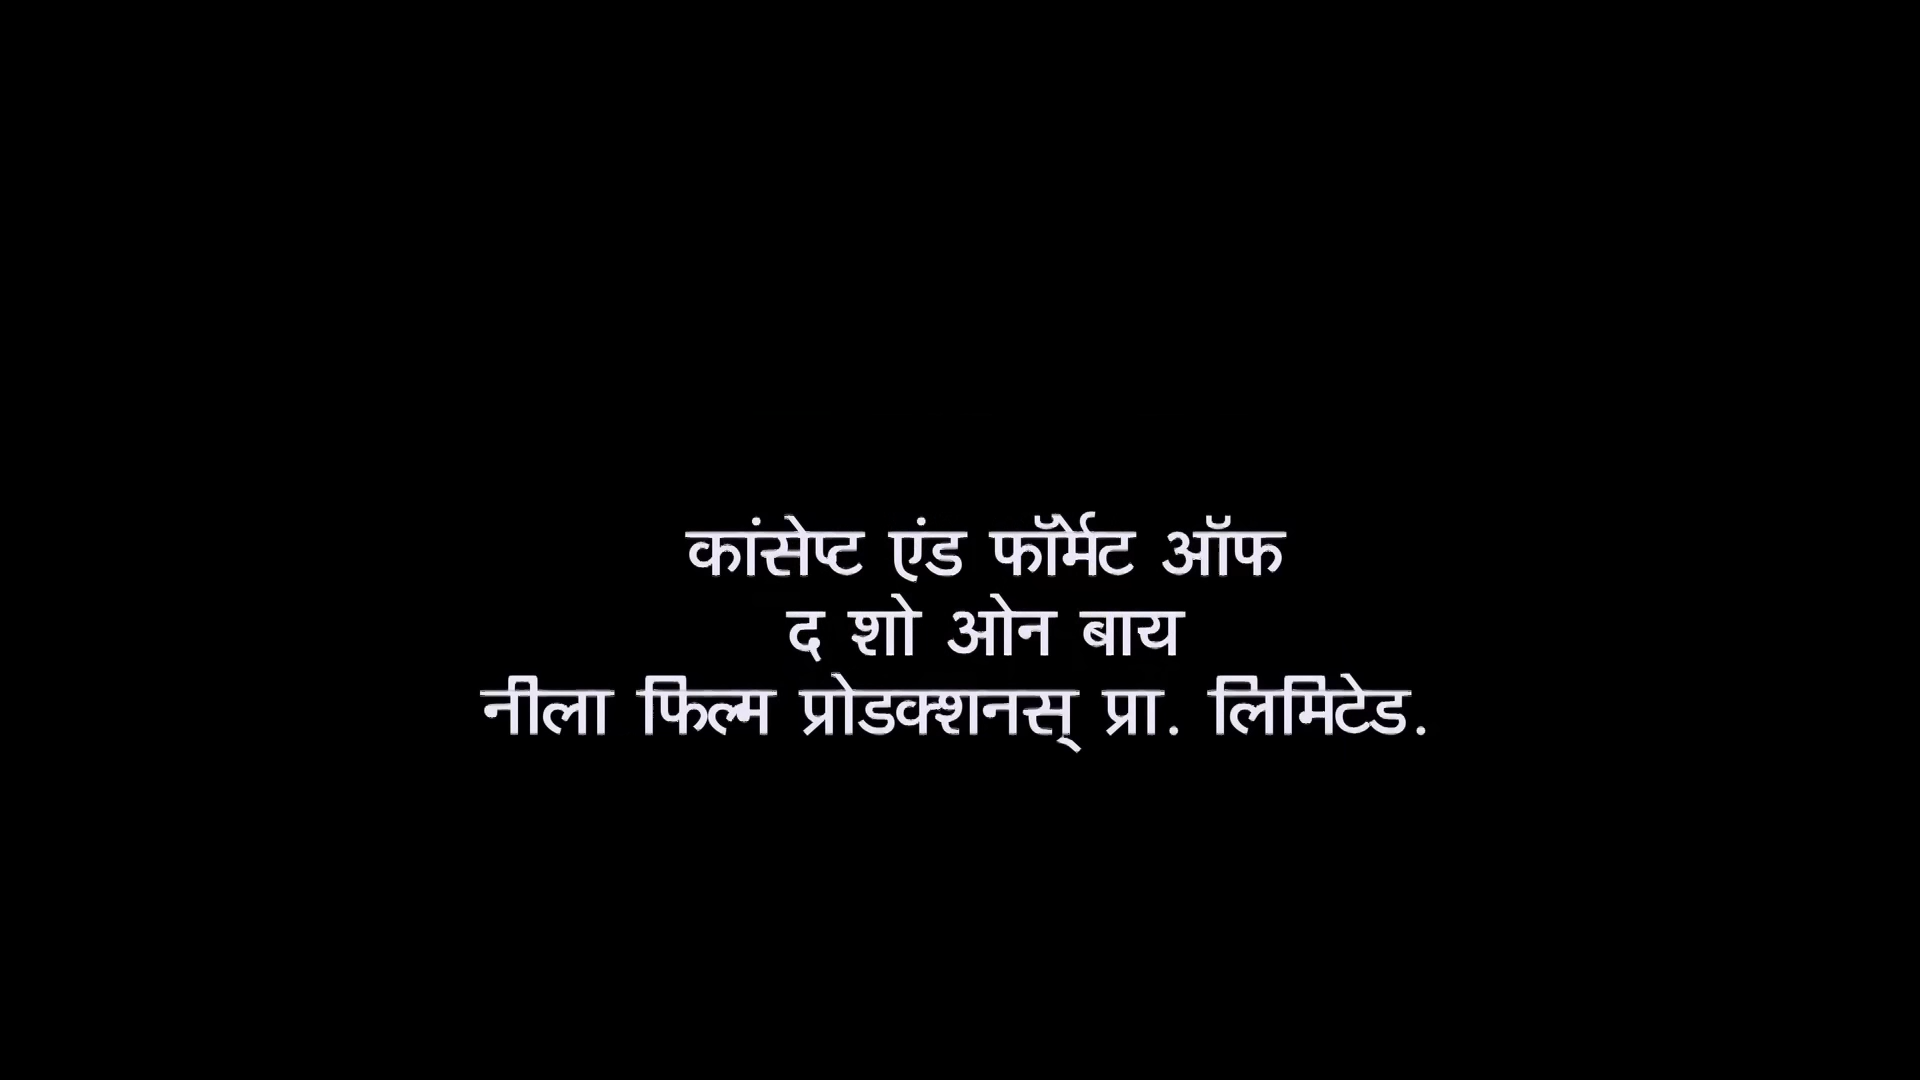 कांसेप्ट एंड फॉर्मेट ऑफ
द शो ओन बाय
नीला फिल्म प्रोडक्शनस् प्रा. लिमिटेड.